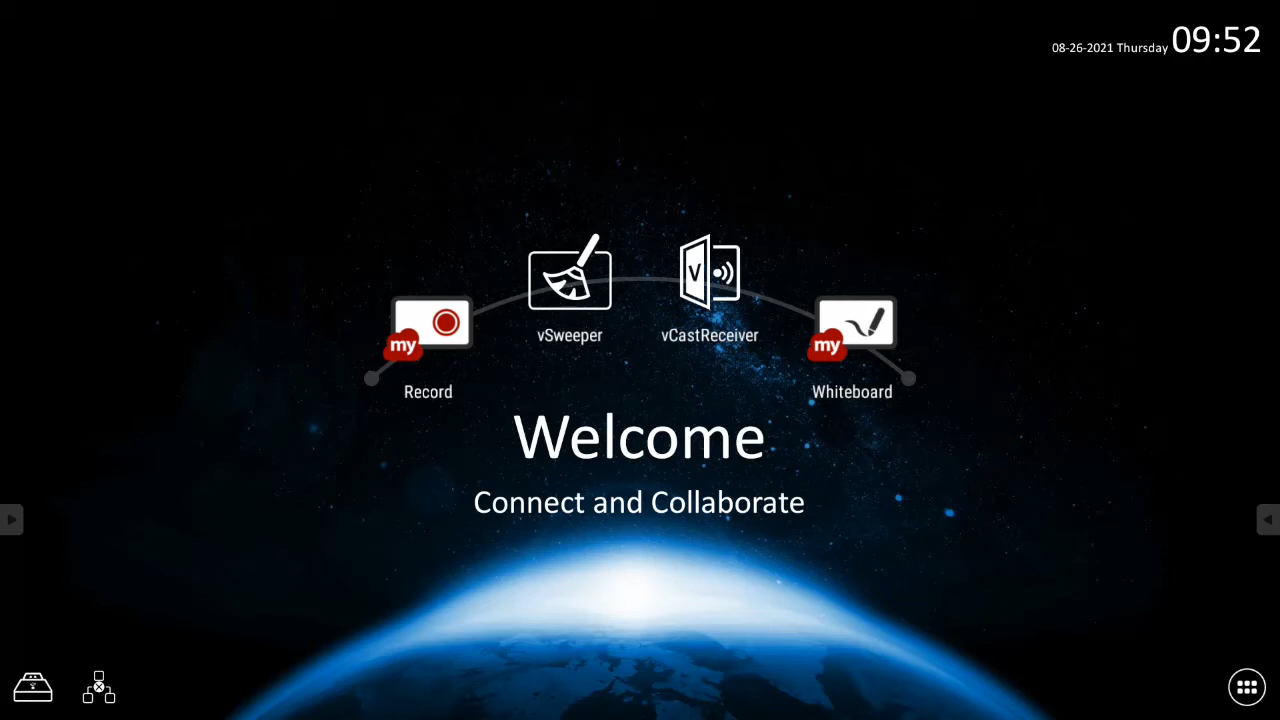 08-26-2021 Thursday 09:52
V
vSweeper
vCastReceiver
my
my
Record
Whiteboard
Welcome
Connect and Collaborate